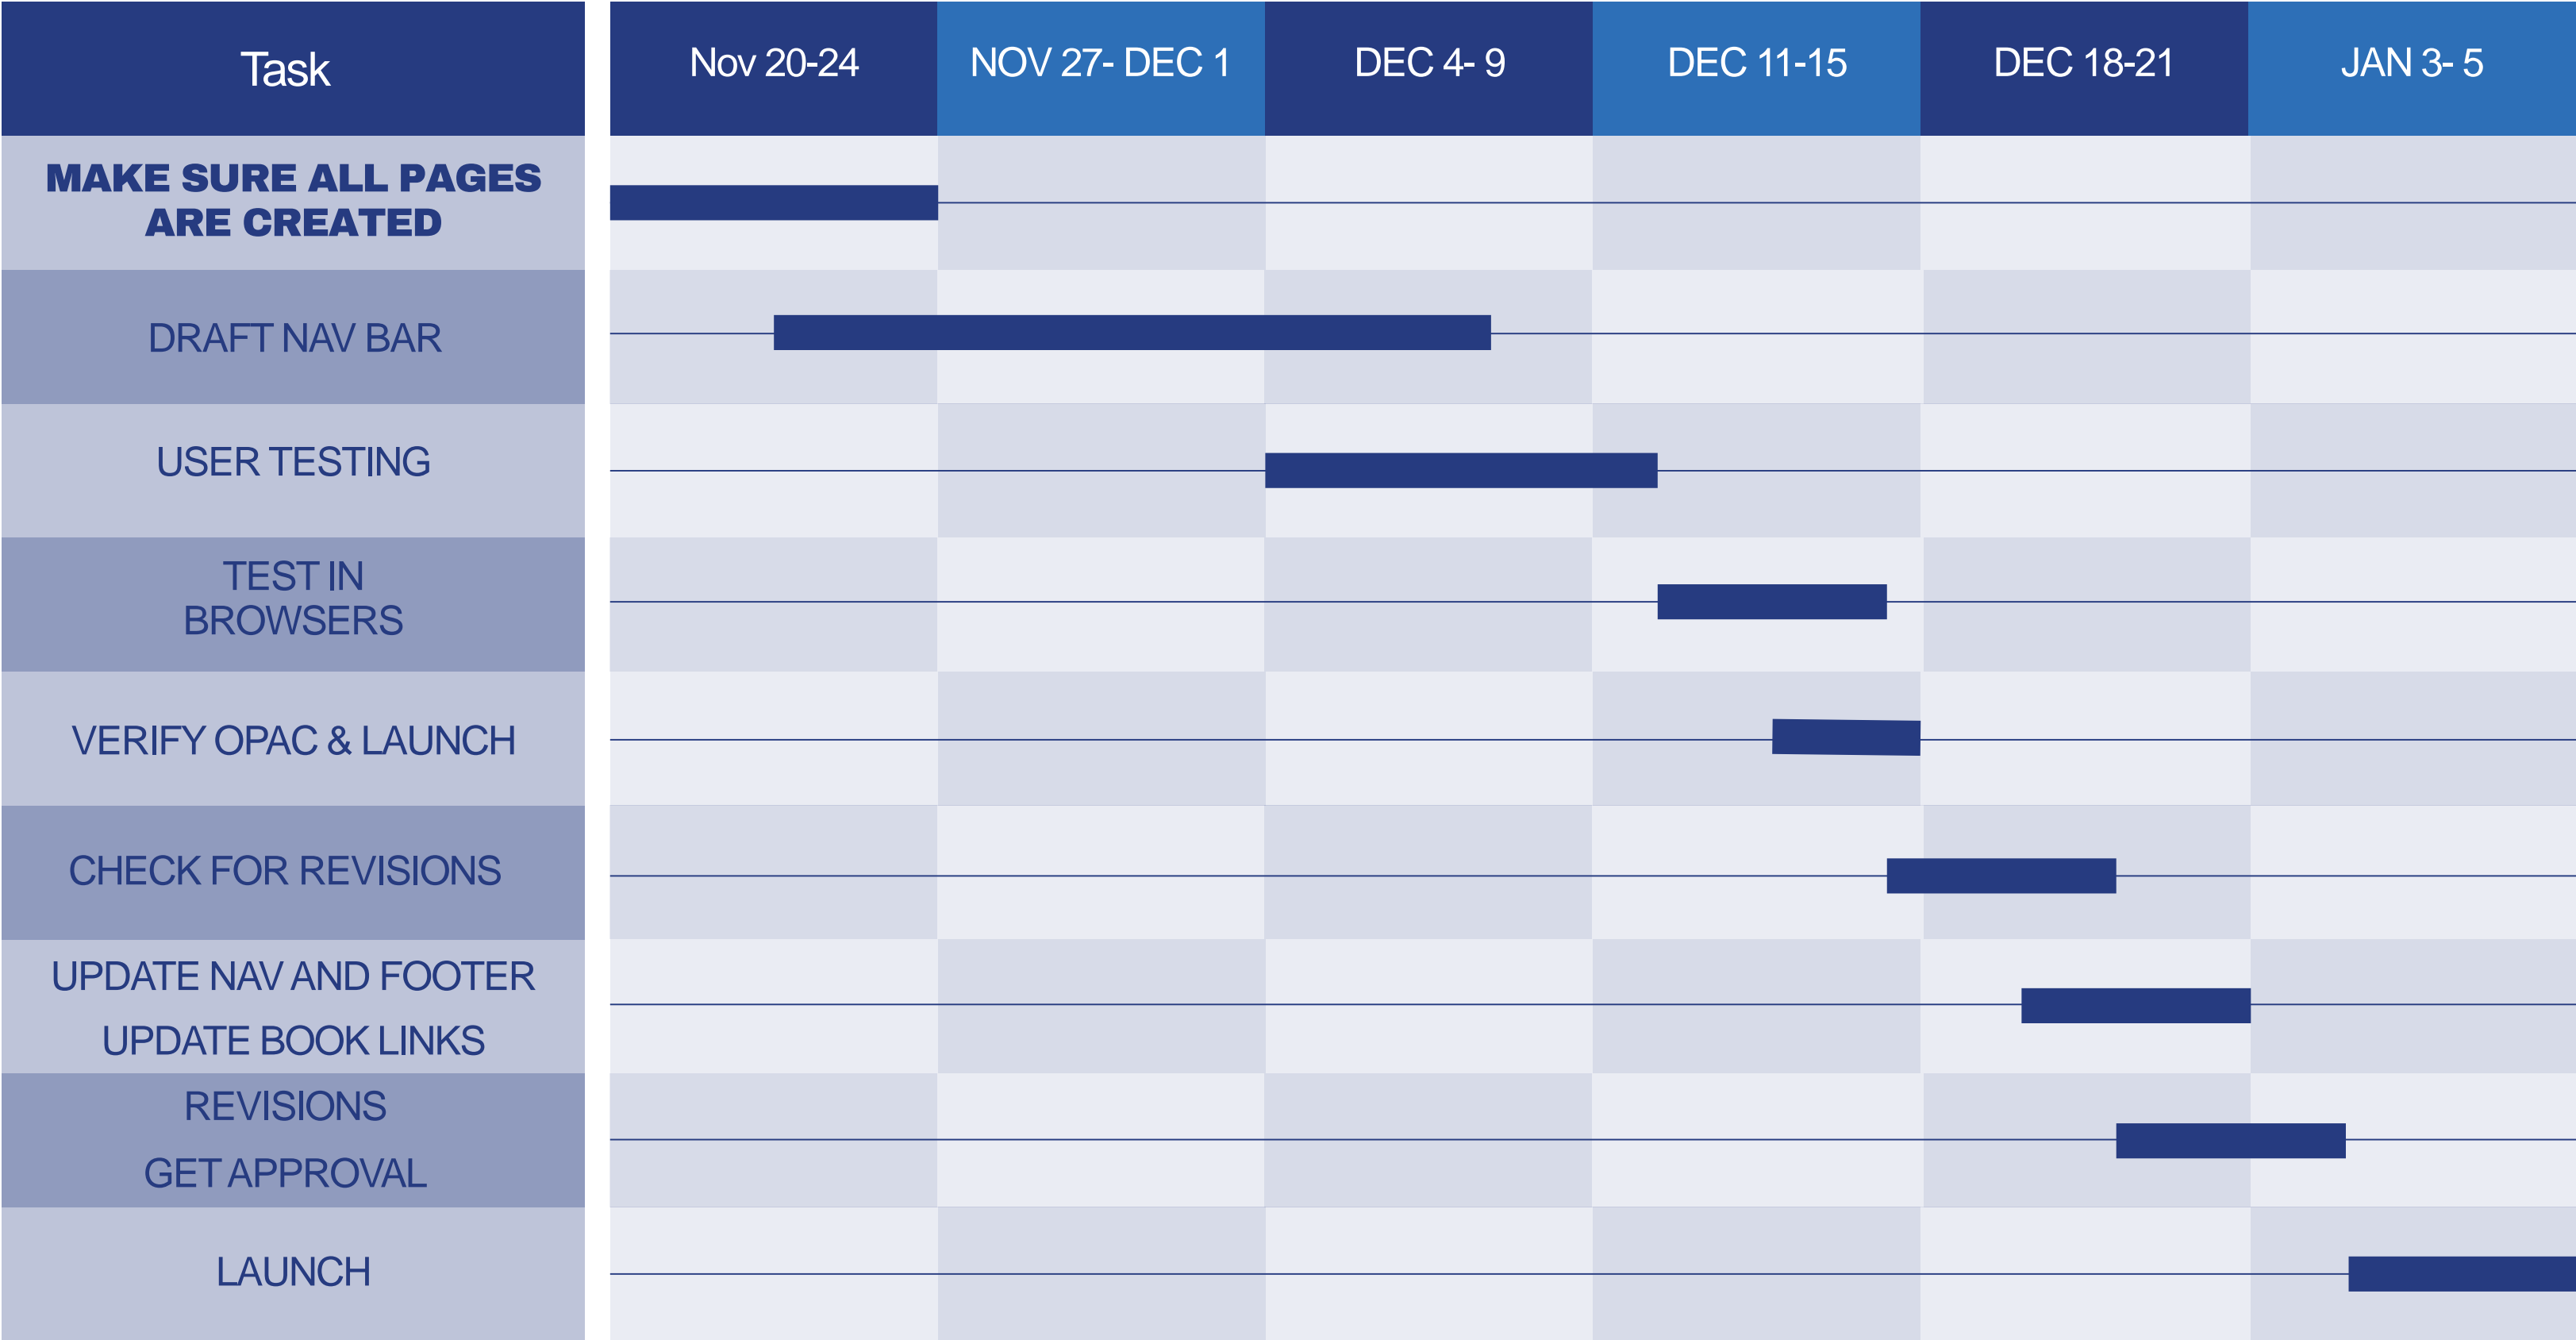 Task
Nov 20-24
NOV 27- DEC 1
DEC 4- 9
DEC 11-15
DEC 18-21
JAN 3- 5
MAKE SURE ALL PAGES
ARE CREATED
DRAFT NAV BAR
USER TESTING
TEST IN
BROWSERS
VERIFY OPAC & LAUNCH
CHECK FOR REVISIONS
UPDATE NAV AND FOOTER
UPDATE BOOK LINKS
REVISIONS
GET APPROVAL
LAUNCH